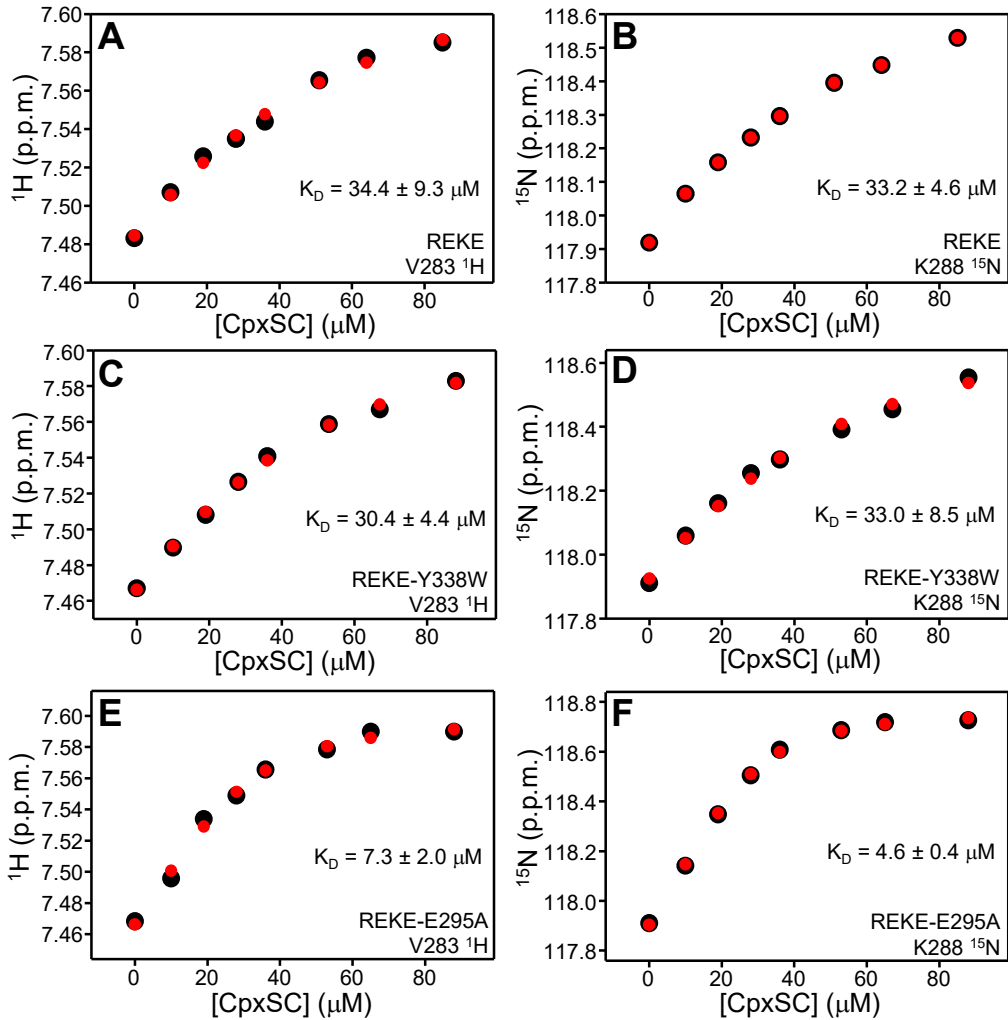 A
¹H (p.p.m.)
7.60
7.58
7.56
7.54
7.52
7.50
7.48
7.46
K_D = 34.4 ± 9.3 μM
REKE
V283 ¹H
0 20 40 60 80
[CpxSC] (μM)
B
¹⁵N (p.p.m.)
118.6
118.5
118.4
118.3
118.2
118.1
118.0
117.9
117.8
K_D = 33.2 ± 4.6 μM
REKE
K288 ¹⁵N
0 20 40 60 80
[CpxSC] (μM)
C
¹H (p.p.m.)
7.60
7.58
7.56
7.54
7.52
7.50
7.48
7.46
K_D = 30.4 ± 4.4 μM
REKE-Y338W
V283 ¹H
0 20 40 60 80
[CpxSC] (μM)
D
¹⁵N (p.p.m.)
118.6
118.4
118.2
118.0
117.8
K_D = 33.0 ± 8.5 μM
REKE-Y338W
K288 ¹⁵N
0 20 40 60 80
[CpxSC] (μM)
E
¹H (p.p.m.)
7.60
7.58
7.56
7.54
7.52
7.50
7.48
7.46
K_D = 7.3 ± 2.0 μM
REKE-E295A
V283 ¹H
0 20 40 60 80
[CpxSC] (μM)
F
¹⁵N (p.p.m.)
118.8
118.6
118.4
118.2
118.0
117.8
K_D = 4.6 ± 0.4 μM
REKE-E295A
K288 ¹⁵N
0 20 40 60 80
[CpxSC] (μM)